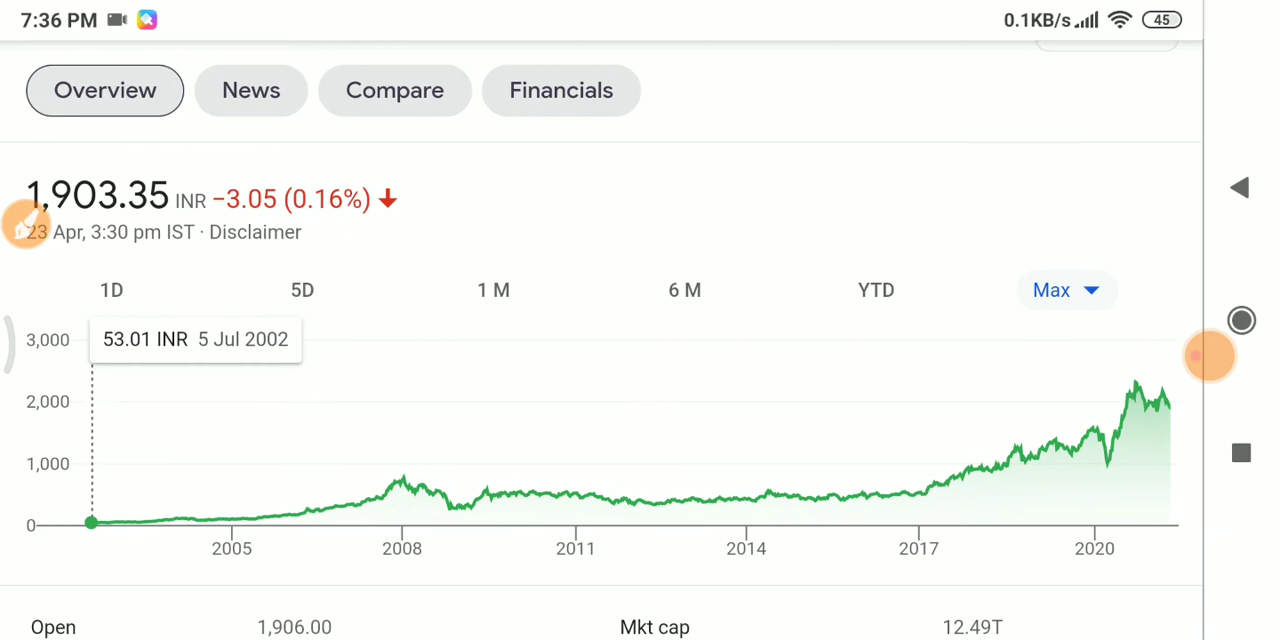 7:36 PM 0.1KB/s 45
Overview News Compare Financials
1,903.35 INR −3.05 (0.16%)
23 Apr, 3:30 pm IST · Disclaimer
1D 5D 1 M 6 M YTD Max
53.01 INR 5 Jul 2002
3,000
2,000
1,000
0
2005 2008 2011 2014 2017 2020
Open 1,906.00 Mkt cap 12.49T